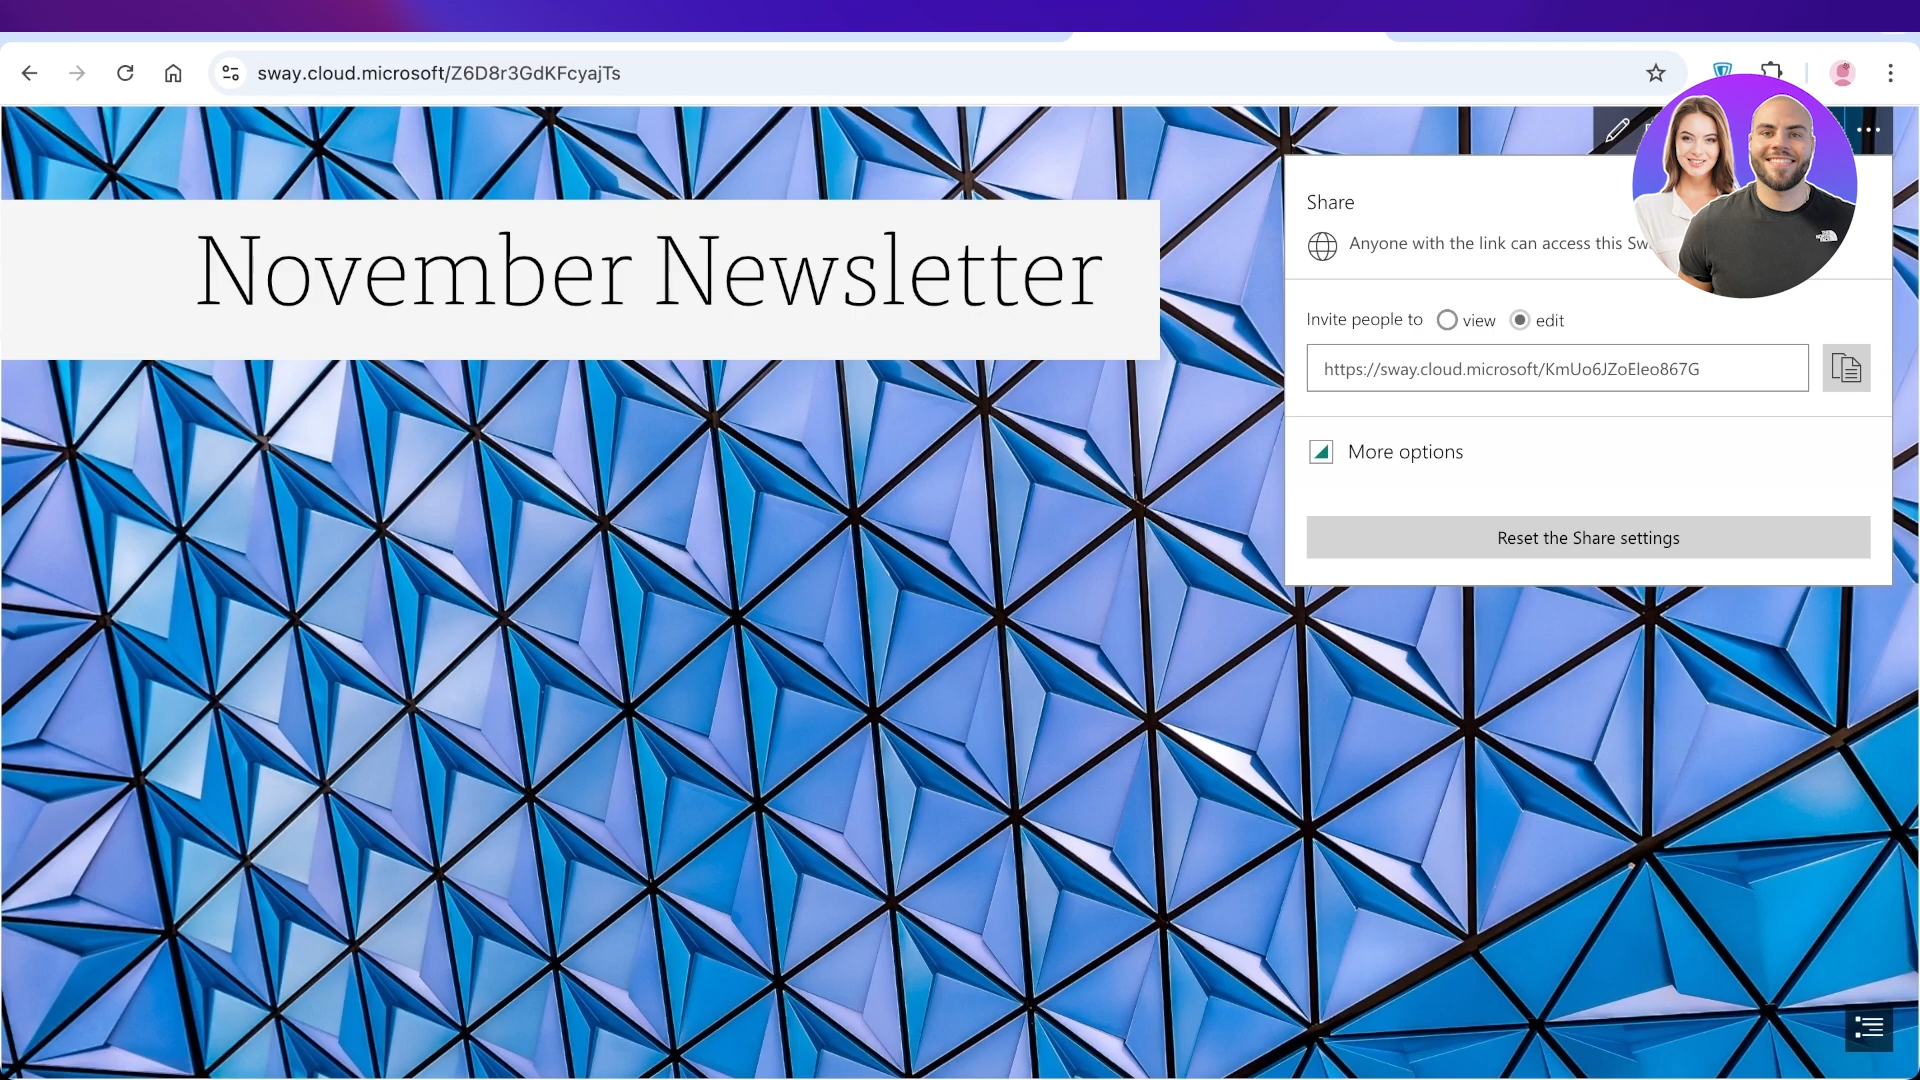 sway.cloud.microsoft/Z6D8r3GdKFcyajTs
November Newsletter
Share
Anyone with the link can access this
Invite people to view edit
https://sway.cloud.microsoft/KmUo6JZoEleo867G
More options
Reset the Share settings